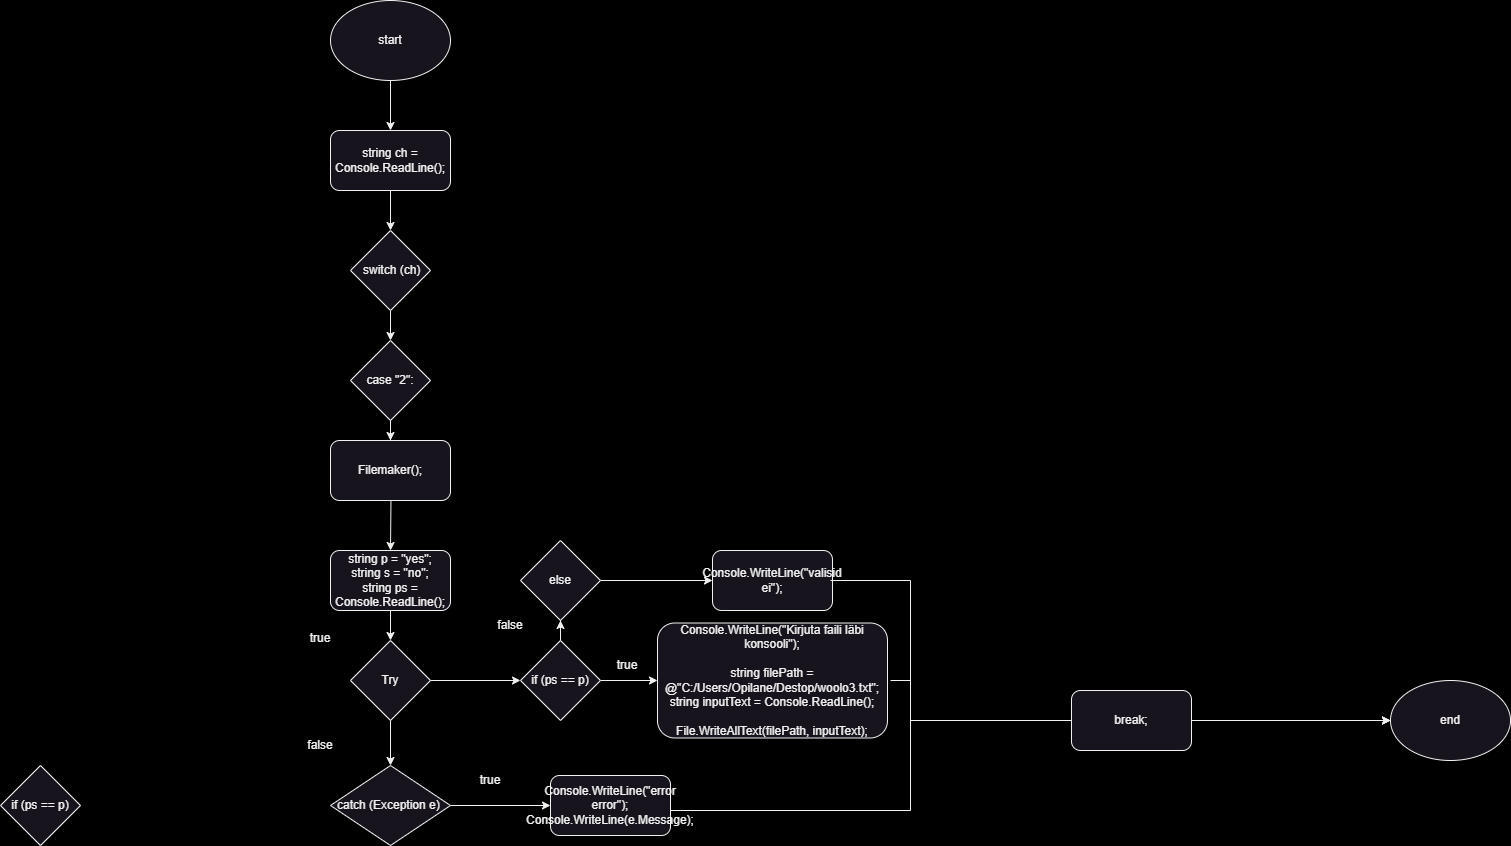 start
string ch =
Console.ReadLine();
switch (ch)
case "2":
Filemaker();
string p = "yes";
string s = "no";
string ps =
Console.ReadLine();
true
Try
false
catch (Exception e)
true
Console.WriteLine("error
error");
Console.WriteLine(e.Message);
if (ps == p)
false
else
Console.WriteLine("valisid
ei");
true
Console.WriteLine("Kirjuta faili läbi
konsooli");
string filePath =
@"C:/Users/Opilane/Destop/woolo3.txt";
string inputText = Console.ReadLine();
File.WriteAllText(filePath, inputText);
break;
end
if (ps == p)